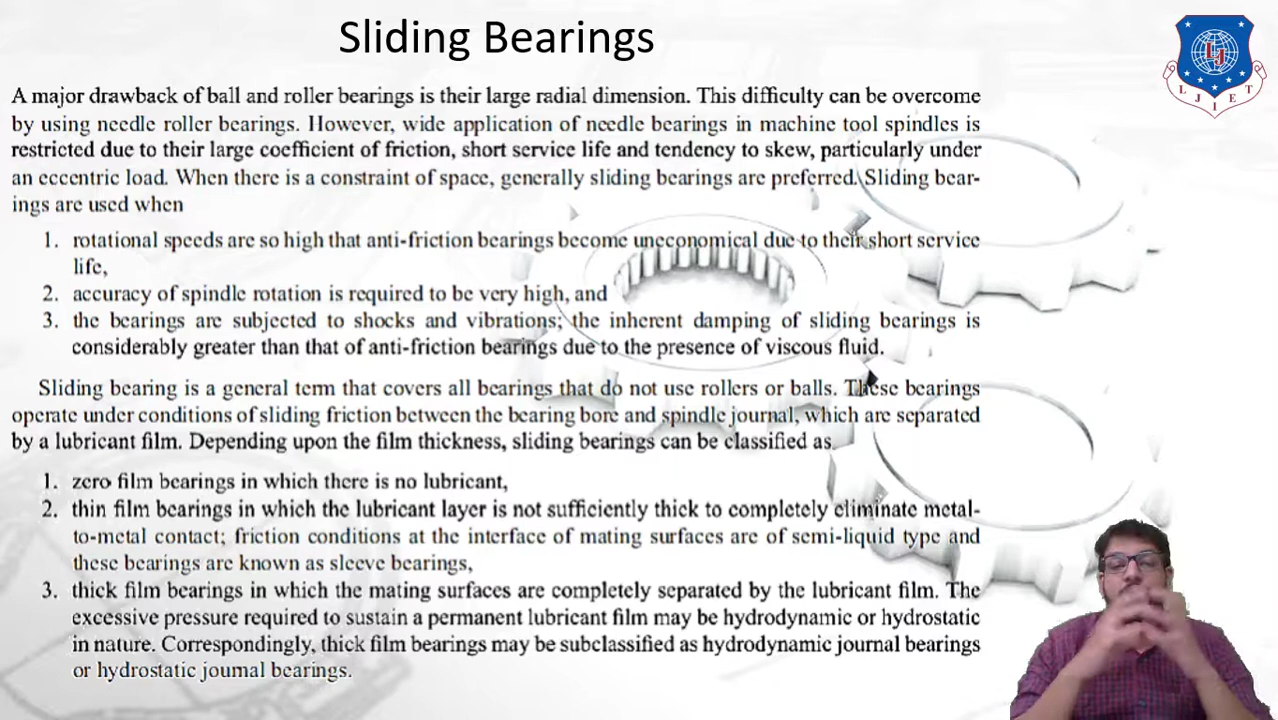 Sliding Bearings
A major drawback of ball and roller bearings is their large radial dimension. This difficulty can be overcome
by using needle roller bearings. However, wide application of needle bearings in machine tool spindles is
restricted due to their large coefficient of friction, short service life and tendency to skew, particularly under
an eccentric load. When there is a constraint of space, generally sliding bearings are preferred. Sliding bear-
ings are used when
1. rotational speeds are so high that anti-friction bearings become uneconomical due to their short service
life,
2. accuracy of spindle rotation is required to be very high, and
3. the bearings are subjected to shocks and vibrations; the inherent damping of sliding bearings is
considerably greater than that of anti-friction bearings due to the presence of viscous fluid.
Sliding bearing is a general term that covers all bearings that do not use rollers or balls. These bearings
operate under conditions of sliding friction between the bearing bore and spindle journal, which are separated
by a lubricant film. Depending upon the film thickness, sliding bearings can be classified as
1. zero film bearings in which there is no lubricant,
2. thin film bearings in which the lubricant layer is not sufficiently thick to completely eliminate metal-
to-metal contact; friction conditions at the interface of mating surfaces are of semi-liquid type and
these bearings are known as sleeve bearings,
3. thick film bearings in which the mating surfaces are completely separated by the lubricant film. The
excessive pressure required to sustain a permanent lubricant film may be hydrodynamic or hydrostatic
in nature. Correspondingly, thick film bearings may be subclassified as hydrodynamic journal bearings
or hydrostatic journal bearings.
LJ
LJIET